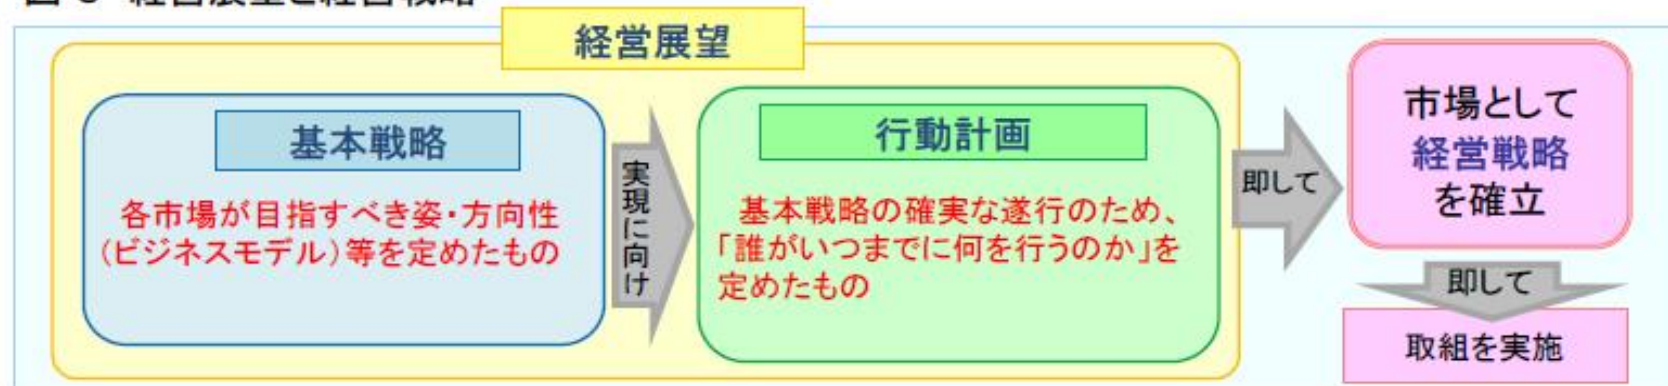 経営展望
基本戦略
各市場が目指すべき姿・方向性
(ビジネスモデル)等を定めたもの
実現に向け
行動計画
基本戦略の確実な遂行のため、
「誰がいつまでに何を行うのか」を
定めたもの
即して
市場として
経営戦略
を確立
即して
取組を実施